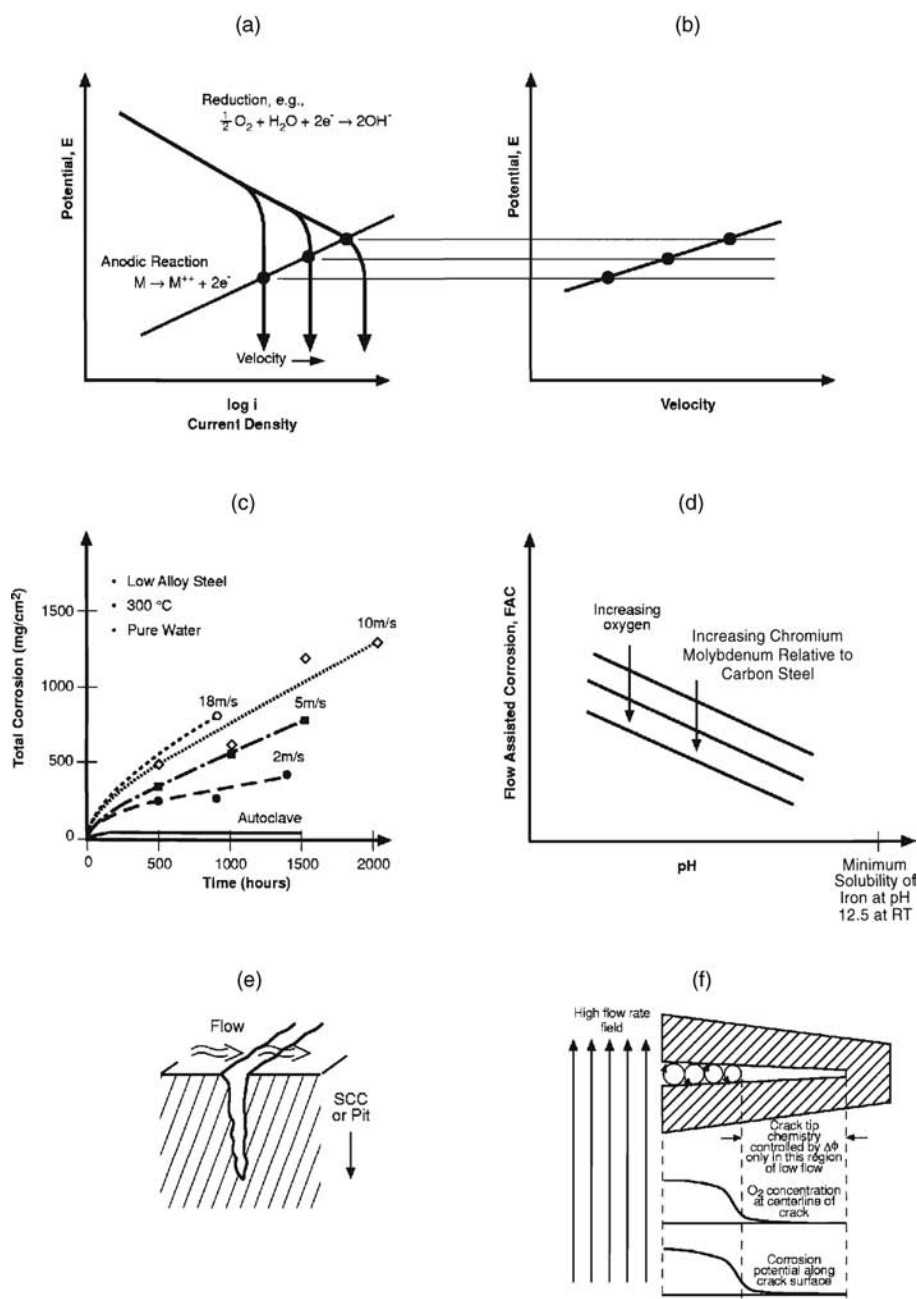 (a)
Potential, E
Reduction, e.g.,
½ O₂ + H₂O + 2e⁻ → 2OH⁻
Anodic Reaction
M → M⁺⁺ + 2e⁻
Velocity
log i
Current Density
(b)
Potential, E
Velocity
(c)
Total Corrosion (mg/cm²)
1500
1000
500
0
• Low Alloy Steel
• 300 °C
• Pure Water
10m/s
18m/s
5m/s
2m/s
Autoclave
0
500
1000
1500
2000
Time (hours)
(d)
Flow Assisted Corrosion, FAC
Increasing
oxygen
Increasing Chromium
Molybdenum Relative to
Carbon Steel
pH
Minimum
Solubility of
Iron at pH
12.5 at RT
(e)
Flow
SCC
or Pit
(f)
High flow rate
field
Crack tip
chemistry
controlled by ΔΦ
only in this region
of low flow
O₂ concentration
at centerline of
crack
Corrosion
potential along
crack surface